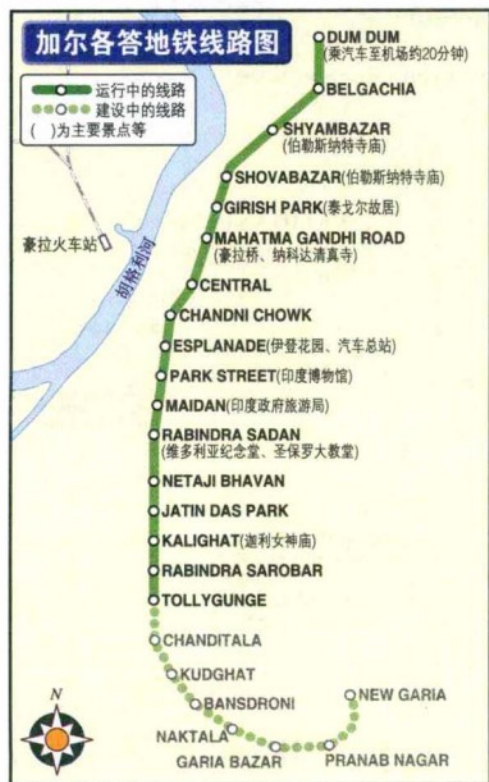 加尔各答地铁线路图
运行中的线路
建设中的线路
( )为主要景点等
DUM DUM
(乘汽车至机场约20分钟)
BELGACHIA
SHYAMBAZAR
(伯勒斯纳特寺庙)
SHOVABAZAR(伯勒斯纳特寺庙)
GIRISH PARK(泰戈尔故居)
MAHATMA GANDHI ROAD
(豪拉桥、纳科达清真寺)
豪拉火车站
胡格利河
CENTRAL
CHANDNI CHOWK
ESPLANADE(伊登花园、汽车总站)
PARK STREET(印度博物馆)
MAIDAN(印度政府旅游局)
RABINDRA SADAN
(维多利亚纪念堂、圣保罗大教堂)
NETAJI BHAVAN
JATIN DAS PARK
KALIGHAT(迦利女神庙)
RABINDRA SAROBAR
TOLLYGUNGE
CHANDITALA
KUDGHAT
BANSDRONI
NAKTALA
GARIA BAZAR
PRANAB NAGAR
NEW GARIA
N